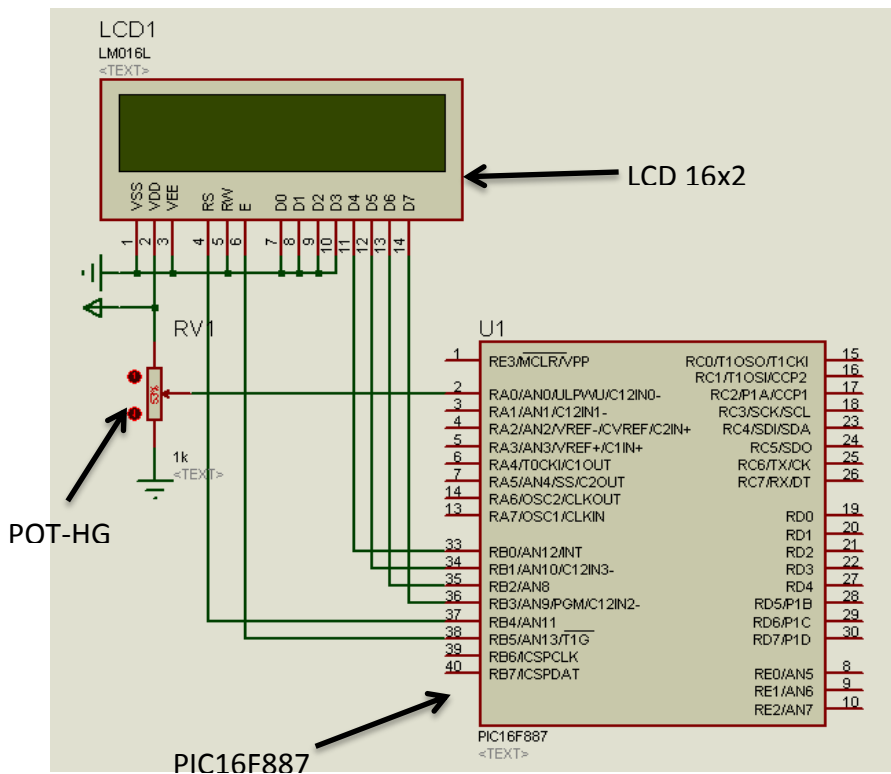 LCD1
LM016L
<TEXT>
LCD 16x2
VSS VDD VEE RS RW E D0 D1 D2 D3 D4 D5 D6 D7
1 2 3 4 5 6 7 8 9 10 11 12 13 14
RV1
53%
1k
<TEXT>
POT-HG
U1
1 RE3/MCLR/VPP RC0/T1OSO/T1CKI 15
RC1/T1OSI/CCP2 16
2 RA0/AN0/ULPWU/C12IN0- RC2/P1A/CCP1 17
3 RA1/AN1/C12IN1- RC3/SCK/SCL 18
4 RA2/AN2/VREF-/CVREF/C2IN+ RC4/SDI/SDA 23
5 RA3/AN3/VREF+/C1IN+ RC5/SDO 24
6 RA4/T0CKI/C1OUT RC6/TX/CK 25
7 RA5/AN4/SS/C2OUT RC7/RX/DT 26
14 RA6/OSC2/CLKOUT
13 RA7/OSC1/CLKIN RD0 19
RD1 20
33 RB0/AN12/INT RD2 21
34 RB1/AN10/C12IN3- RD3 22
35 RB2/AN8 RD4 27
36 RB3/AN9/PGM/C12IN2- RD5/P1B 28
37 RB4/AN11 RD6/P1C 29
38 RB5/AN13/T1G RD7/P1D 30
39 RB6/ICSPCLK
40 RB7/ICSPDAT RE0/AN5 8
RE1/AN6 9
RE2/AN7 10
PIC16F887
<TEXT>
PIC16F887